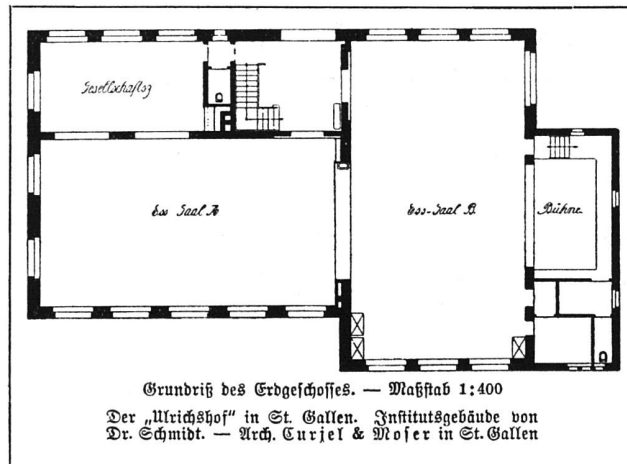 Gesellschaftsz
Ess Saal A
Ess-Saal B.
Bühne
Grundriß des Erdgeschosses. — Maßstab 1:400
Der „Ulrichshof“ in St. Gallen. Institutsgebäude von
Dr. Schmidt. — Arch. Curjel & Moser in St. Gallen